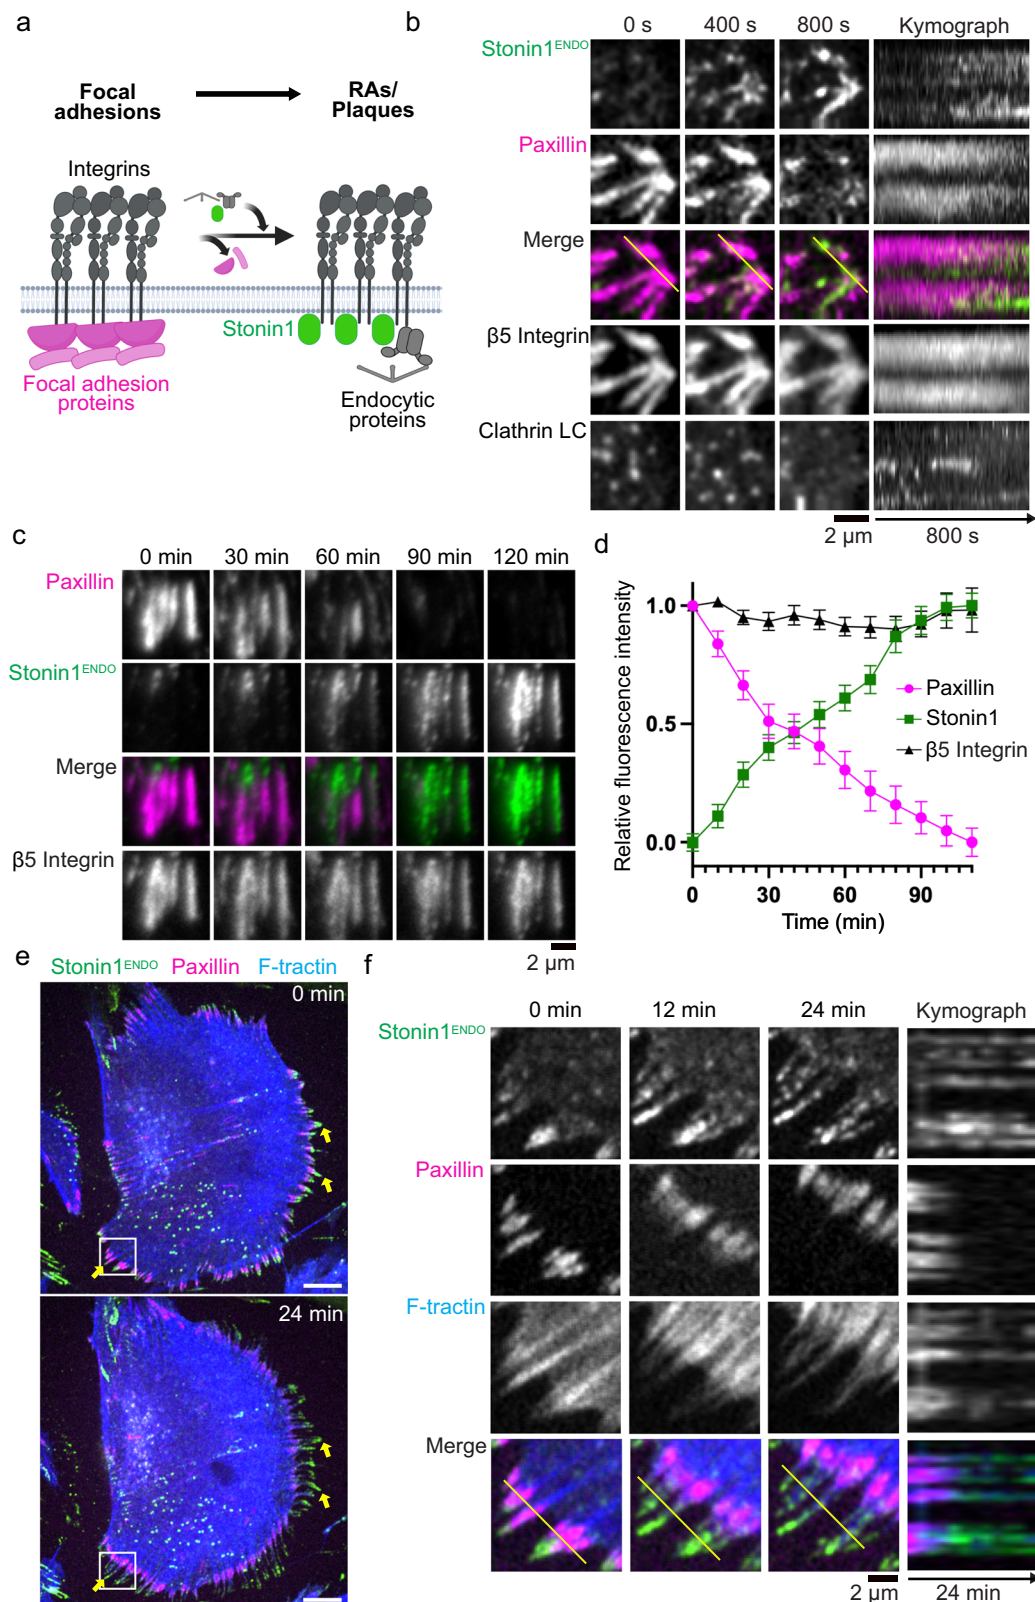 a
Focal
adhesions
RAs/
Plaques
Integrins
Stonin1
Focal adhesion
proteins
Endocytic
proteins
b
0 s 400 s 800 s Kymograph
Stonin1ENDO
Paxillin
Merge
β5 Integrin
Clathrin LC
2 μm 800 s
c
0 min 30 min 60 min 90 min 120 min
Paxillin
Stonin1ENDO
Merge
β5 Integrin
2 μm
d
Relative fluorescence intensity
1.0
0.5
0.0
0 30 60 90
Time (min)
Paxillin
Stonin1
β5 Integrin
e
Stonin1ENDO Paxillin F-tractin
0 min
24 min
f
0 min 12 min 24 min Kymograph
Stonin1ENDO
Paxillin
F-tractin
Merge
2 μm 24 min